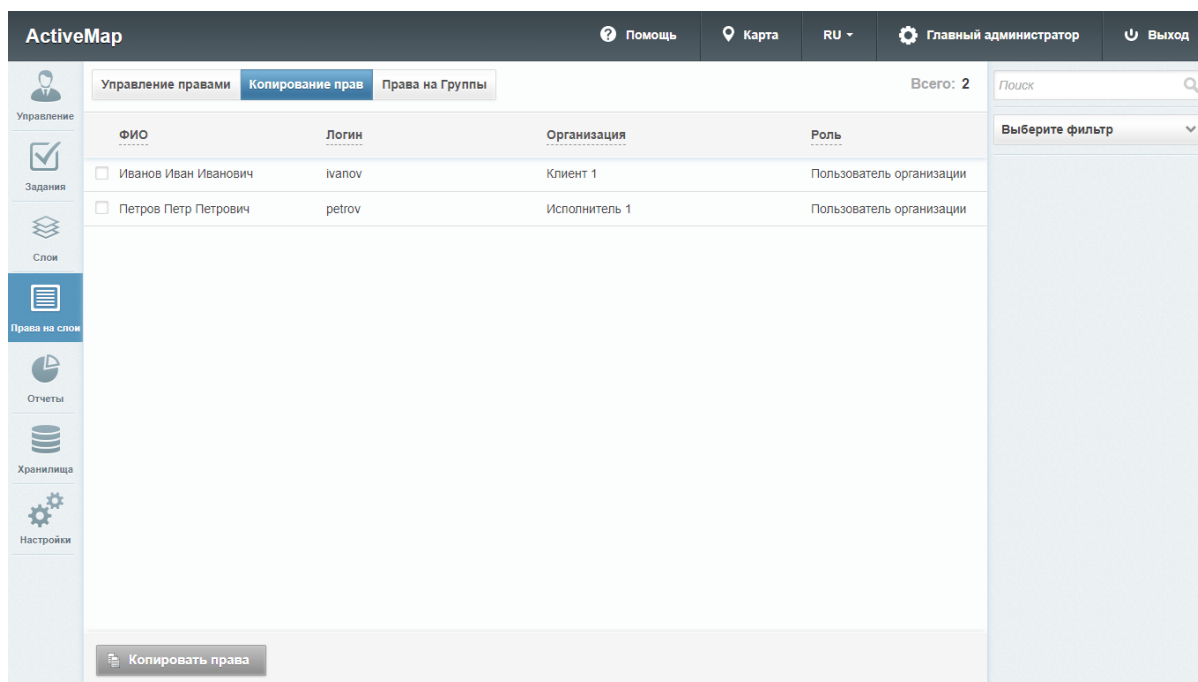 ActiveMap
Помощь
Карта
RU
Главный администратор
Выход
Управление
Задания
Слои
Права на слои
Отчеты
Хранилища
Настройки
Управление правами Копирование прав Права на Группы
Всего: 2
ФИО Логин Организация Роль
Иванов Иван Иванович ivanov Клиент 1 Пользователь организации
Петров Петр Петрович petrov Исполнитель 1 Пользователь организации
Копировать права
Поиск
Выберите фильтр